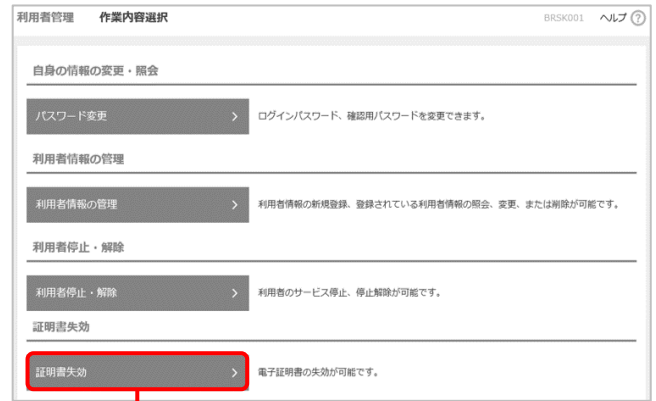 利用者管理 作業内容選択 BRSK001 ヘルプ ?
自身の情報の変更・照会
パスワード変更 ログインパスワード、確認用パスワードを変更できます。
利用者情報の管理
利用者情報の管理 利用者情報の新規登録、登録されている利用者情報の照会、変更、または削除が可能です。
利用者停止・解除
利用者停止・解除 利用者のサービス停止、停止解除が可能です。
証明書失効
証明書失効 電子証明書の失効が可能です。